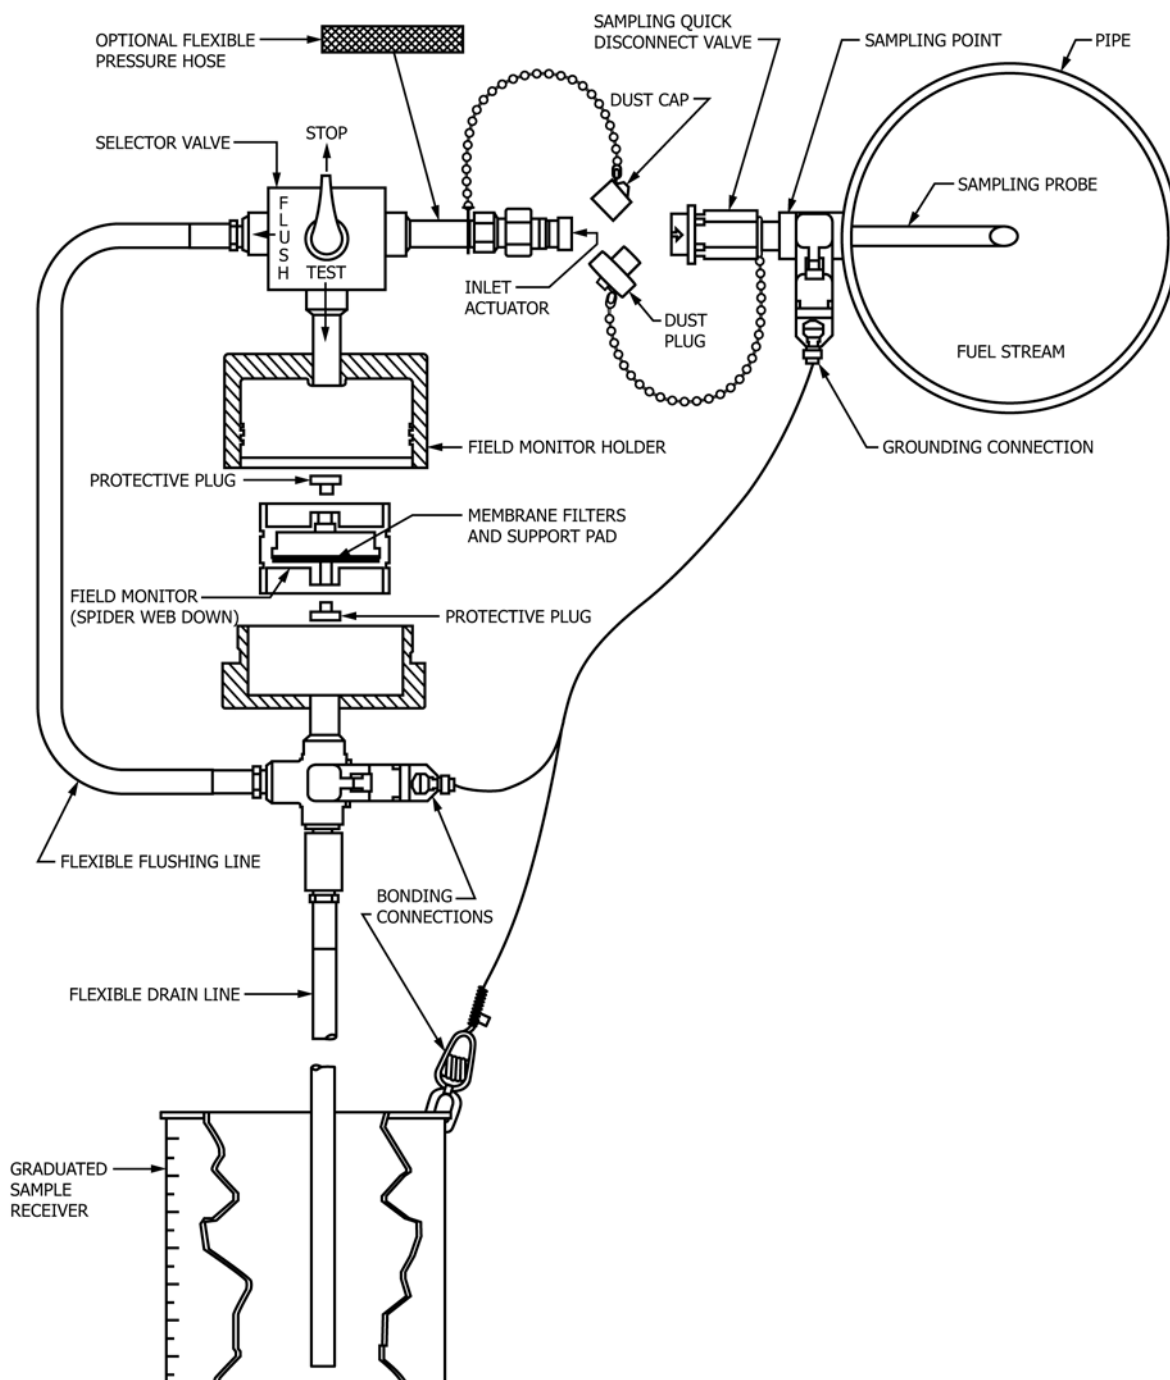 OPTIONAL FLEXIBLE
PRESSURE HOSE
SAMPLING QUICK
DISCONNECT VALVE
SAMPLING POINT
PIPE
DUST CAP
SELECTOR VALVE
STOP
FLUSH
TEST
SAMPLING PROBE
INLET
ACTUATOR
DUST
PLUG
FUEL STREAM
FIELD MONITOR HOLDER
GROUNDING CONNECTION
PROTECTIVE PLUG
MEMBRANE FILTERS
AND SUPPORT PAD
FIELD MONITOR
(SPIDER WEB DOWN)
PROTECTIVE PLUG
FLEXIBLE FLUSHING LINE
BONDING
CONNECTIONS
FLEXIBLE DRAIN LINE
GRADUATED
SAMPLE
RECEIVER